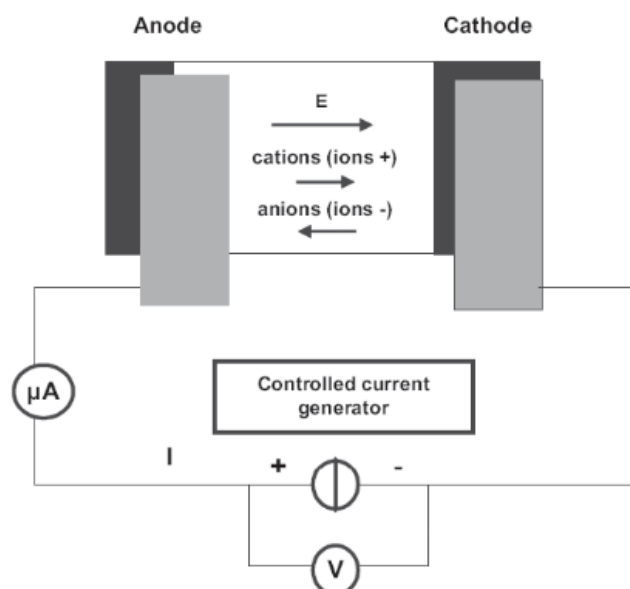 Anode
Cathode
E
cations (ions +)
anions (ions -)
µA
Controlled current
generator
I
+
-
V